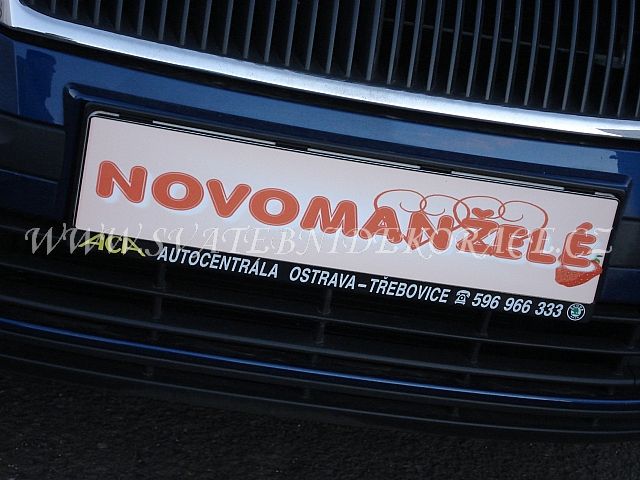 NOVOMANŽELÉ
WWW.SVATEBNIDEKORACE.CZ
ACA AUTOCENTRÁLA OSTRAVA-TŘEBOVICE ☎ 596 966 333